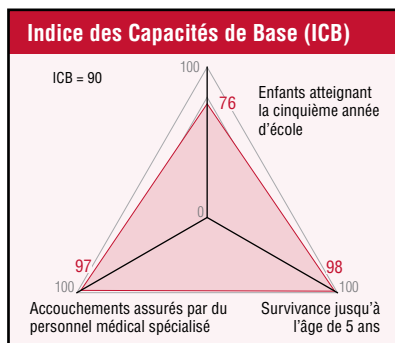 Indice des Capacités de Base (ICB)
100
ICB = 90
76
Enfants atteignant
la cinquième année
d'école
0
97
98
100
100
Accouchements assurés par du
personnel médical spécialisé
Survivance jusqu'à
l'âge de 5 ans